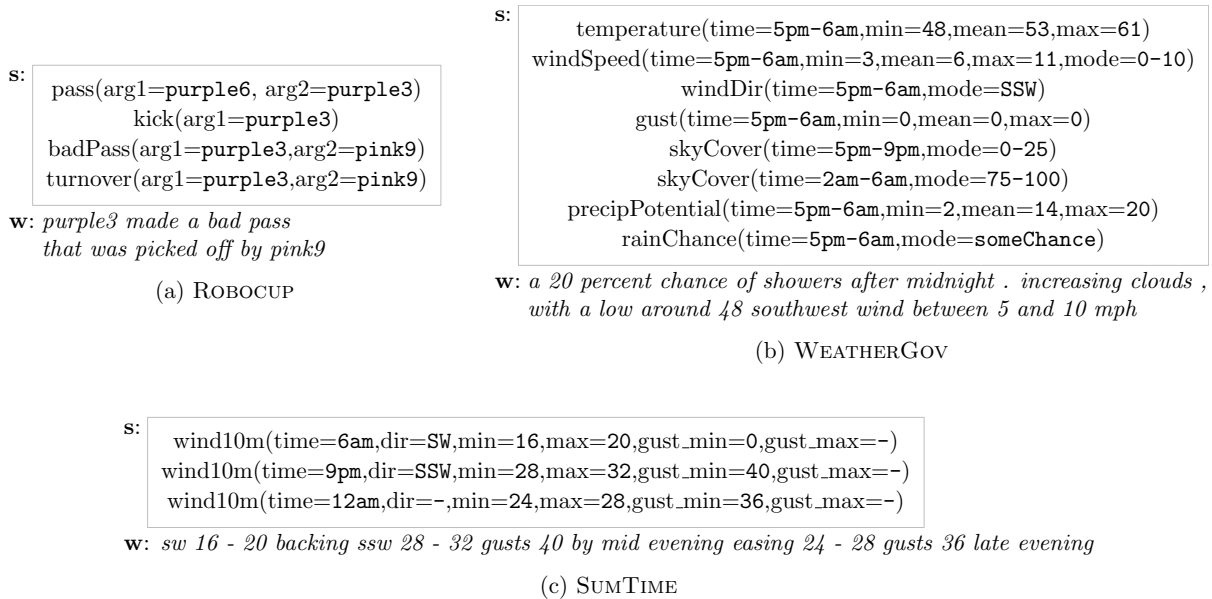 s:
pass(arg1=purple6, arg2=purple3)
kick(arg1=purple3)
badPass(arg1=purple3,arg2=pink9)
turnover(arg1=purple3,arg2=pink9)
w: purple3 made a bad pass
that was picked off by pink9
(a) ROBOCUP
s:
temperature(time=5pm-6am,min=48,mean=53,max=61)
windSpeed(time=5pm-6am,min=3,mean=6,max=11,mode=0-10)
windDir(time=5pm-6am,mode=SSW)
gust(time=5pm-6am,min=0,mean=0,max=0)
skyCover(time=5pm-9pm,mode=0-25)
skyCover(time=2am-6am,mode=75-100)
precipPotential(time=5pm-6am,min=2,mean=14,max=20)
rainChance(time=5pm-6am,mode=someChance)
w: a 20 percent chance of showers after midnight . increasing clouds ,
with a low around 48 southwest wind between 5 and 10 mph
(b) WEATHERGOV
s:
wind10m(time=6am,dir=SW,min=16,max=20,gust_min=0,gust_max=-)
wind10m(time=9pm,dir=SSW,min=28,max=32,gust_min=40,gust_max=-)
wind10m(time=12am,dir=-,min=24,max=28,gust_min=36,gust_max=-)
w: sw 16 - 20 backing ssw 28 - 32 gusts 40 by mid evening easing 24 - 28 gusts 36 late evening
(c) SUMTIME